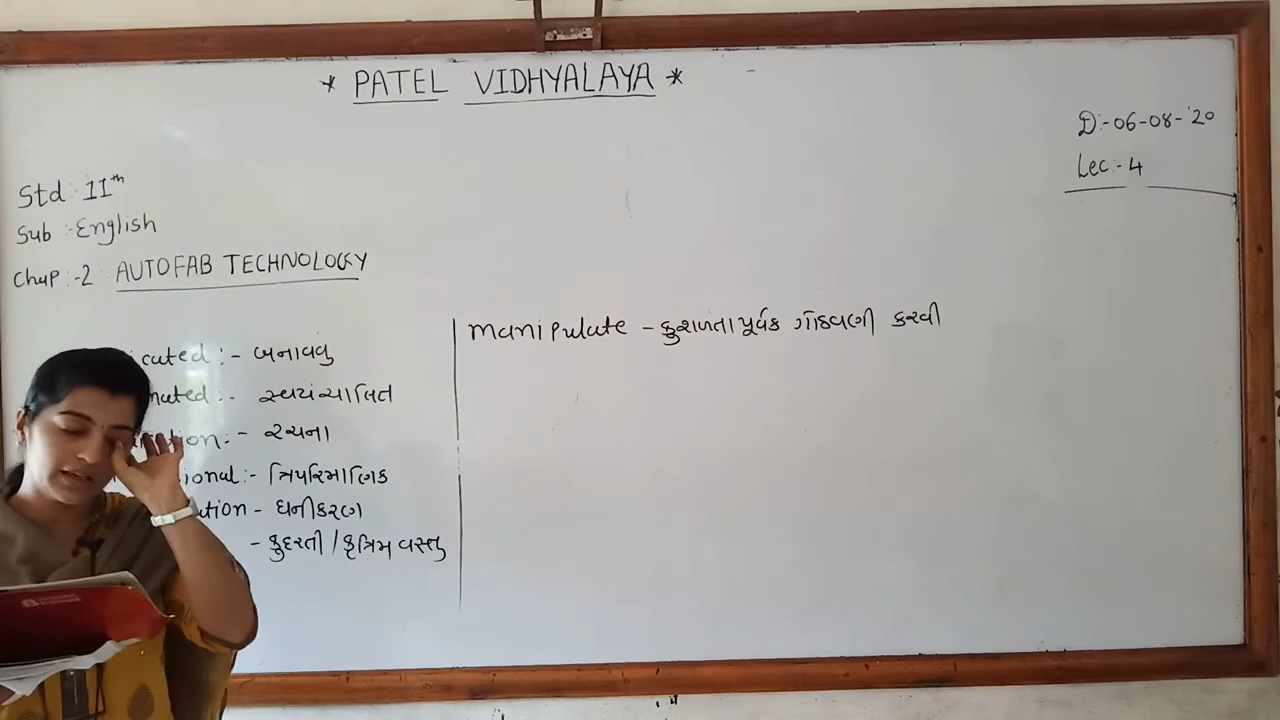 * PATEL VIDHYALAYA *
D:-06-08-'20
Lec:- 4
Std:- 11th
Sub :- English
Chap:-2: AUTOFAB TECHNOLOGY
icated :- બનાવવુ
mated :- સ્વયંચાલિત
tion:- રચના
ional:- ત્રિપરિમાણિક
ution - ઘનીકરણ
- કુદરતી / કૃત્રિમ વસ્તુ
manipulate - કુશળતાપૂર્વક ગોઠવણી કરવી